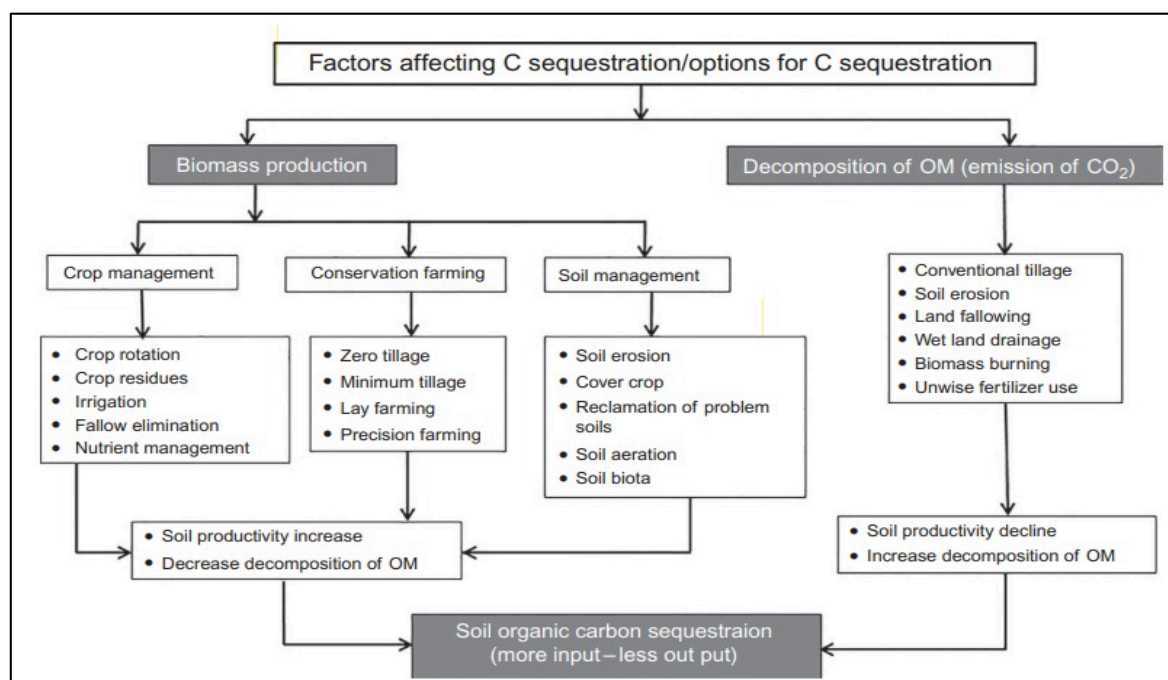 Factors affecting C sequestration/options for C sequestration
Biomass production
Decomposition of OM (emission of CO₂)
Crop management
Conservation farming
Soil management
• Crop rotation
• Crop residues
• Irrigation
• Fallow elimination
• Nutrient management
• Zero tillage
• Minimum tillage
• Lay farming
• Precision farming
• Soil erosion
• Cover crop
• Reclamation of problem
soils
• Soil aeration
• Soil biota
• Conventional tillage
• Soil erosion
• Land fallowing
• Wet land drainage
• Biomass burning
• Unwise fertilizer use
• Soil productivity increase
• Decrease decomposition of OM
• Soil productivity decline
• Increase decomposition of OM
Soil organic carbon sequestraion
(more input–less out put)